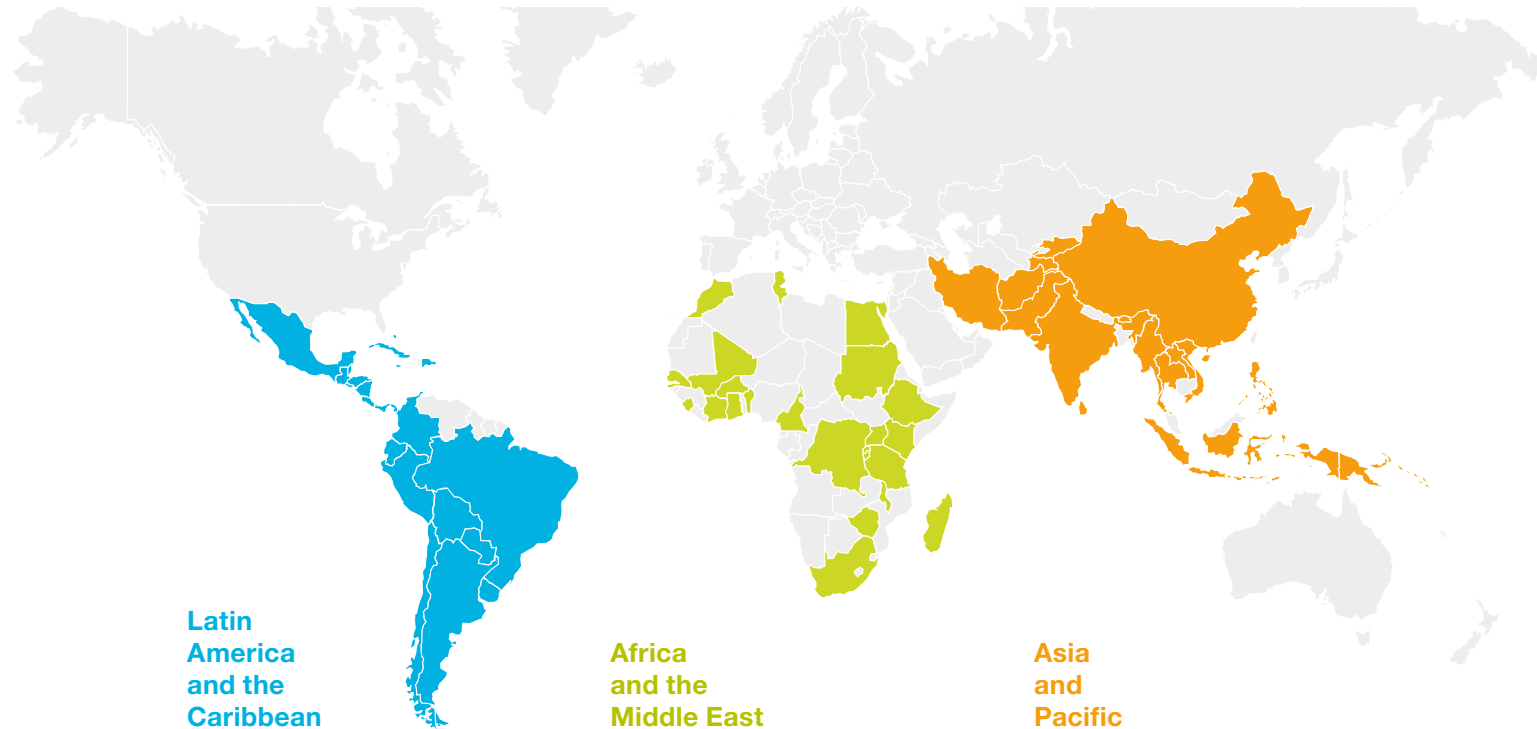 Latin
America
and the
Caribbean
Africa
and the
Middle East
Asia
and
Pacific